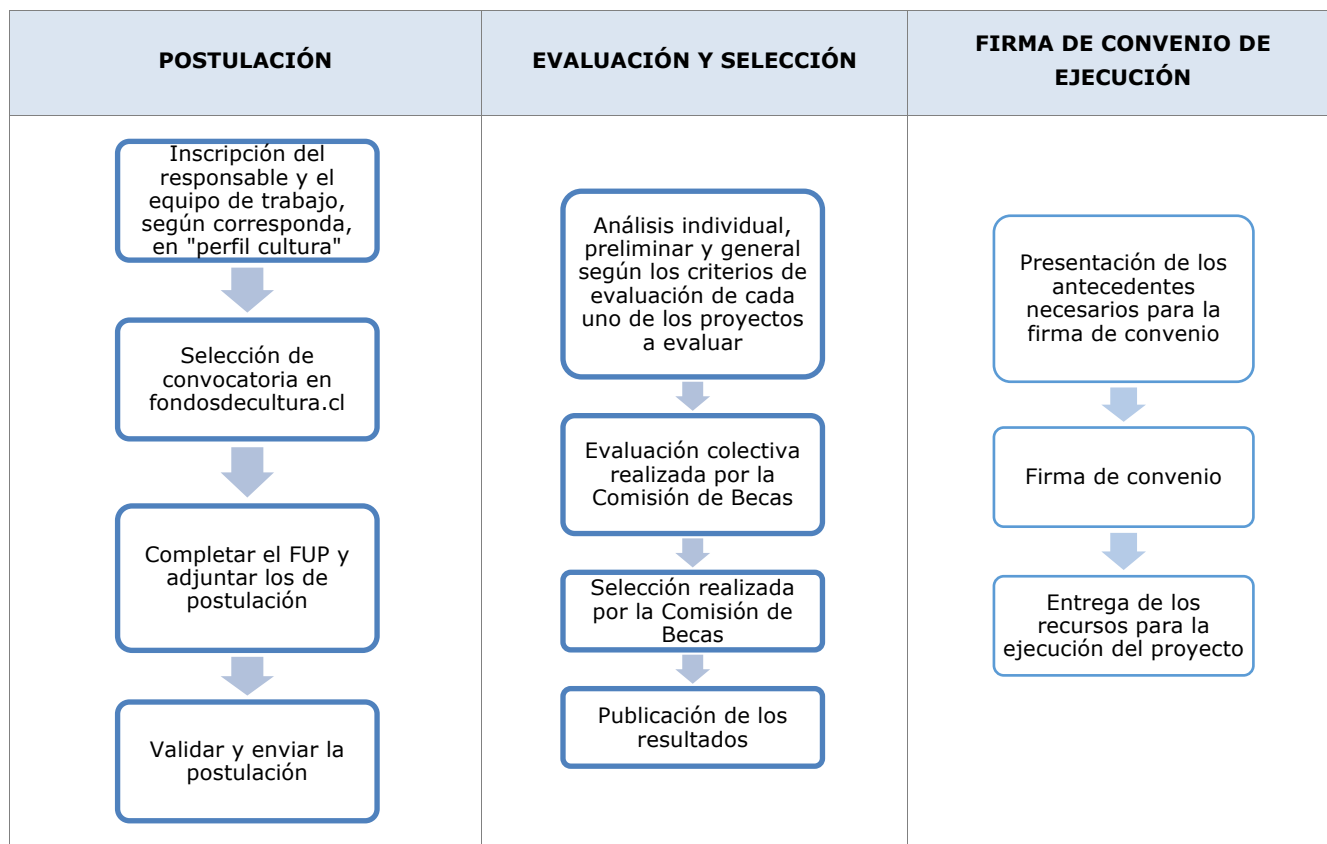 POSTULACIÓN
Inscripción del
responsable y el
equipo de trabajo,
según corresponda,
en "perfil cultura"
Selección de
convocatoria en
fondosdecultura.cl
Completar el FUP y
adjuntar los de
postulación
Validar y enviar la
postulación
EVALUACIÓN Y SELECCIÓN
Análisis individual,
preliminar y general
según los criterios de
evaluación de cada
uno de los proyectos
a evaluar
Evaluación colectiva
realizada por la
Comisión de Becas
Selección realizada
por la Comisión de
Becas
Publicación de los
resultados
FIRMA DE CONVENIO DE
EJECUCIÓN
Presentación de los
antecedentes
necesarios para la
firma de convenio
Firma de convenio
Entrega de los
recursos para la
ejecución del proyecto